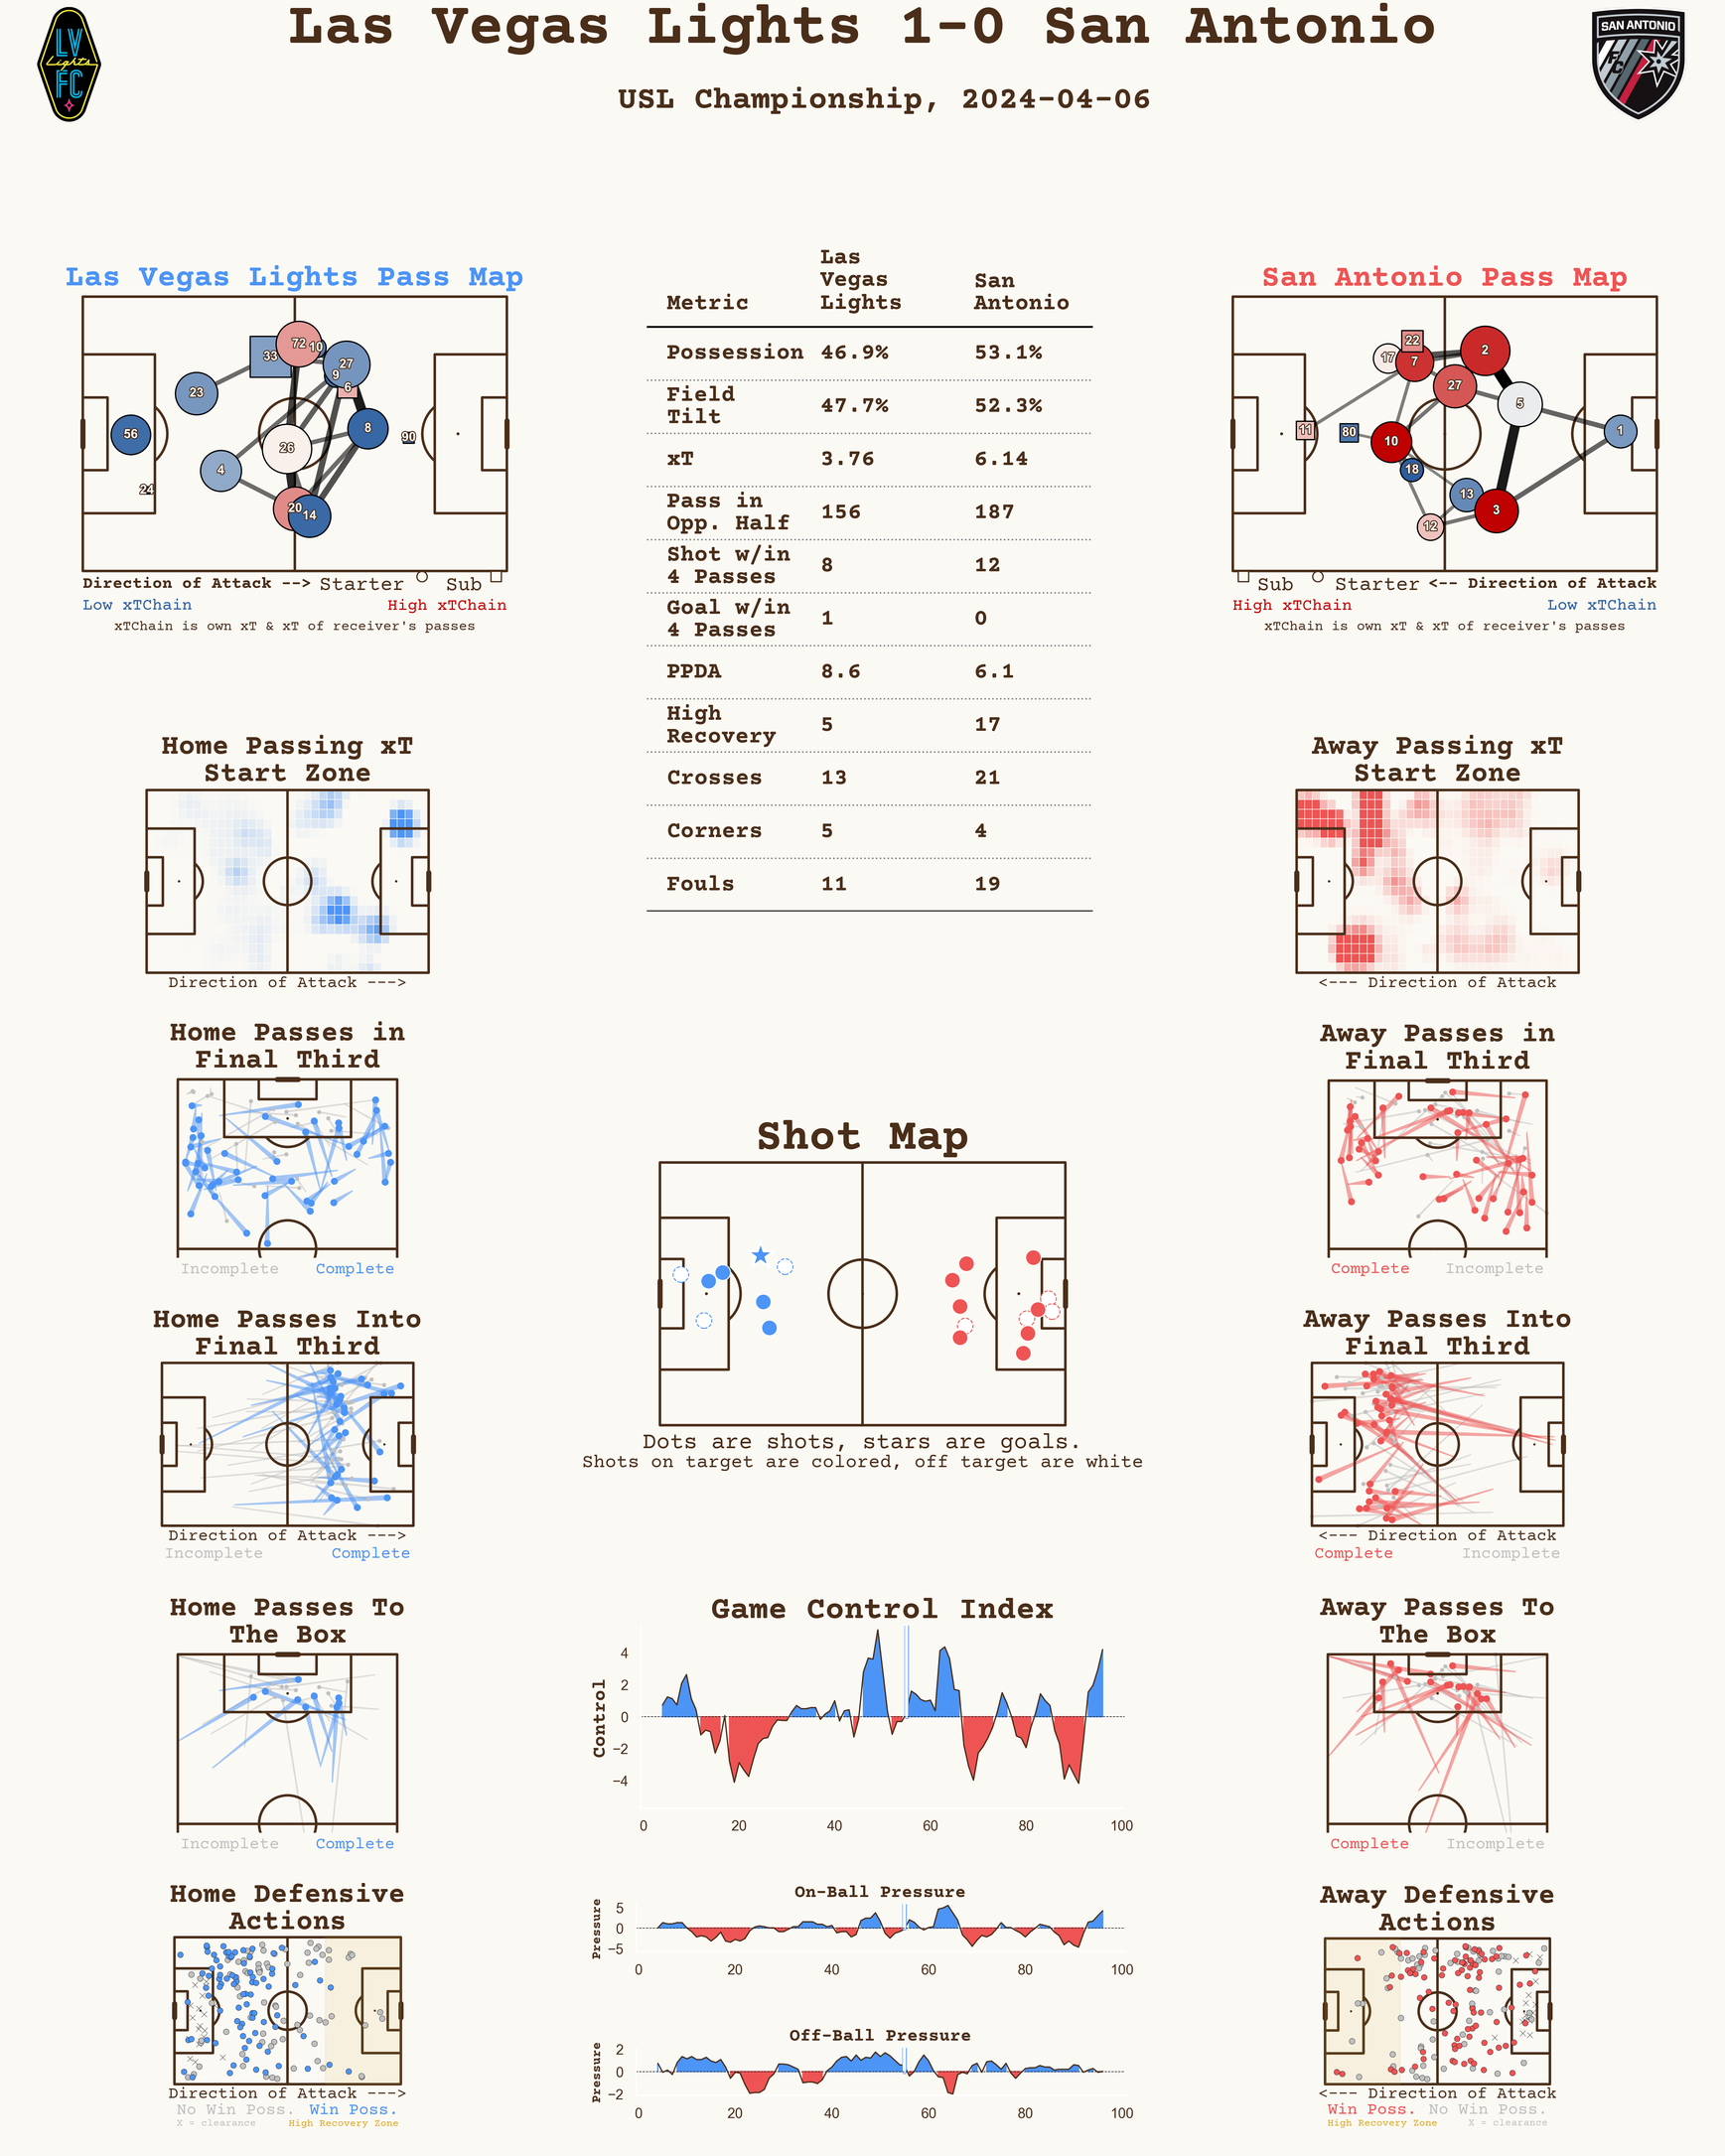 Las Vegas Lights 1-0 San Antonio
USL Championship, 2024-04-06
LV
Lights
FC
SAN ANTONIO
FC
Las Vegas Lights Pass Map
33
72
10
27
9
6
23
56
26
8
90
4
24
20
14
Direction of Attack --> Starter Sub
Low xTChain High xTChain
xTChain is own xT & xT of receiver's passes
Metric Las Vegas Lights San Antonio
Possession 46.9% 53.1%
Field Tilt 47.7% 52.3%
xT 3.76 6.14
Pass in Opp. Half 156 187
Shot w/in 4 Passes 8 12
Goal w/in 4 Passes 1 0
PPDA 8.6 6.1
High Recovery 5 17
Crosses 13 21
Corners 5 4
Fouls 11 19
San Antonio Pass Map
22
17
7
2
27
5
11
80
10
1
18
13
3
12
Sub Starter <-- Direction of Attack
High xTChain Low xTChain
xTChain is own xT & xT of receiver's passes
Home Passing xT
Start Zone
Direction of Attack --->
Away Passing xT
Start Zone
<--- Direction of Attack
Home Passes in
Final Third
Incomplete Complete
Away Passes in
Final Third
Complete Incomplete
Shot Map
Dots are shots, stars are goals.
Shots on target are colored, off target are white
Home Passes Into
Final Third
Direction of Attack --->
Incomplete Complete
Away Passes Into
Final Third
<--- Direction of Attack
Complete Incomplete
Home Passes To
The Box
Incomplete Complete
Away Passes To
The Box
Complete Incomplete
Game Control Index
Control
4
2
0
−2
−4
0 20 40 60 80 100
On-Ball Pressure
Pressure
5
0
−5
0 20 40 60 80 100
Off-Ball Pressure
Pressure
2
0
−2
0 20 40 60 80 100
Home Defensive
Actions
Direction of Attack --->
No Win Poss. Win Poss.
X = clearance High Recovery Zone
Away Defensive
Actions
<--- Direction of Attack
Win Poss. No Win Poss.
High Recovery Zone X = clearance